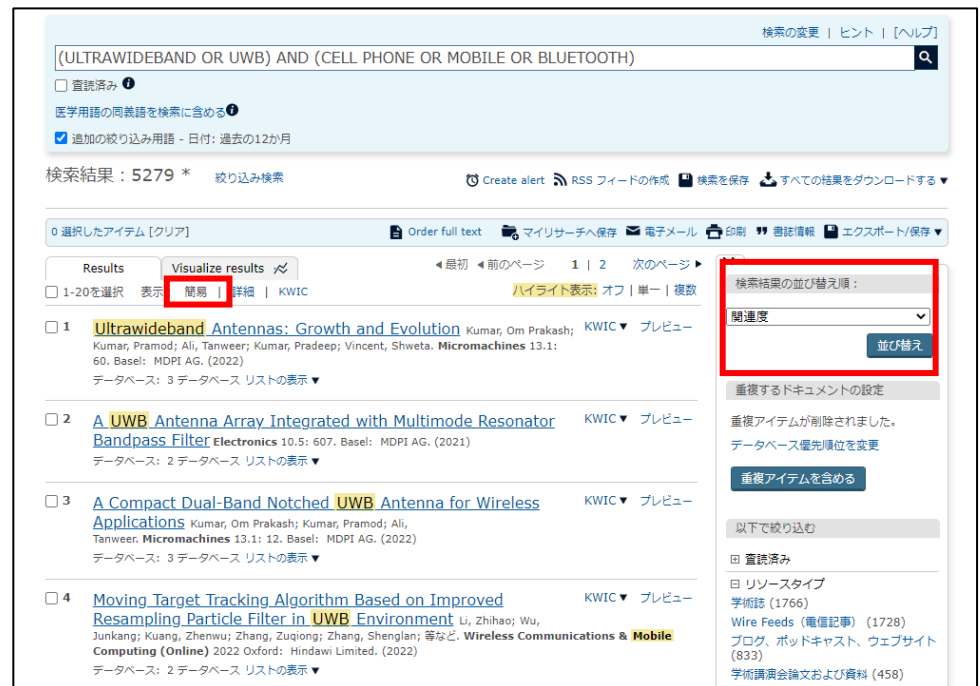 検索の変更 | ヒント | [ヘルプ]
(ULTRAWIDEBAND OR UWB) AND (CELL PHONE OR MOBILE OR BLUETOOTH)
査読済み
医学用語の同義語を検索に含める
追加の絞り込み用語 - 日付: 過去の12か月
検索結果：5279 * 絞り込み検索
Create alert RSS フィードの作成 検索を保存 すべての結果をダウンロードする ▼
0 選択したアイテム [クリア] Order full text マイリサーチへ保存 電子メール 印刷 書誌情報 エクスポート/保存 ▼
Results Visualize results ◀最初 ◀前のページ 1 | 2 次のページ ▶
1-20を選択 表示: 簡易 | 詳細 | KWIC ハイライト表示: オフ | 単一 | 複数
1 Ultrawideband Antennas: Growth and Evolution Kumar, Om Prakash; KWIC▼ プレビュー
Kumar, Pramod; Ali, Tanweer; Kumar, Pradeep; Vincent, Shweta. Micromachines 13.1:
60. Basel: MDPI AG. (2022)
データベース: 3 データベース リストの表示 ▼
2 A UWB Antenna Array Integrated with Multimode Resonator KWIC▼ プレビュー
Bandpass Filter Electronics 10.5: 607. Basel: MDPI AG. (2021)
データベース: 2 データベース リストの表示 ▼
3 A Compact Dual-Band Notched UWB Antenna for Wireless KWIC▼ プレビュー
Applications Kumar, Om Prakash; Kumar, Pramod; Ali,
Tanweer. Micromachines 13.1: 12. Basel: MDPI AG. (2022)
データベース: 3 データベース リストの表示 ▼
4 Moving Target Tracking Algorithm Based on Improved KWIC▼ プレビュー
Resampling Particle Filter in UWB Environment Li, Zhihao; Wu,
Junkang; Kuang, Zhenwu; Zhang, Zuqiong; Zhang, Shenglan; 等など. Wireless Communications & Mobile
Computing (Online) 2022 Oxford: Hindawi Limited. (2022)
データベース: 2 データベース リストの表示 ▼
検索結果の並び替え順：
関連度
並び替え
重複するドキュメントの設定
重複アイテムが削除されました。
データベース優先順位を変更
重複アイテムを含める
以下で絞り込む
査読済み
リソースタイプ
学術誌 (1766)
Wire Feeds（電信記事） (1728)
ブログ、ポッドキャスト、ウェブサイト
(833)
学術講演会論文および資料 (458)